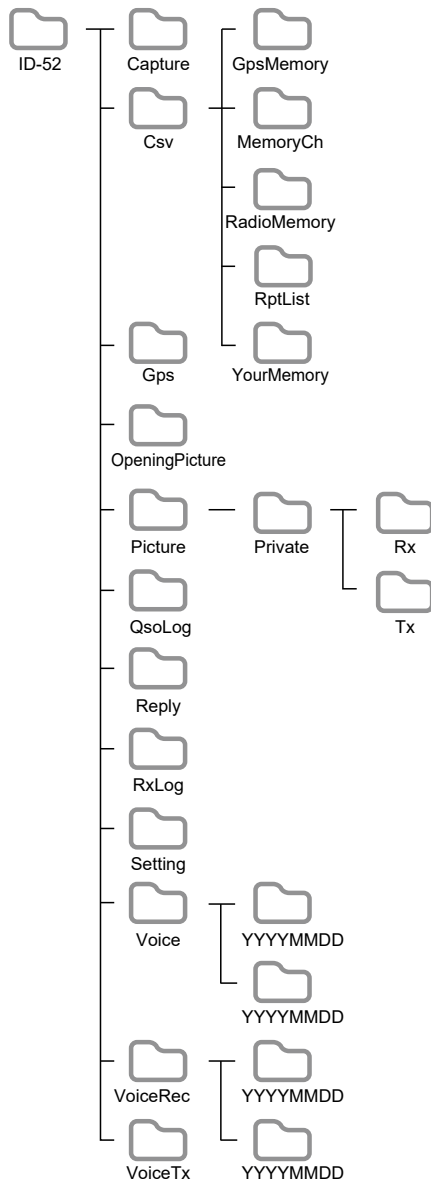 ID-52
Capture
GpsMemory
Csv
MemoryCh
RadioMemory
RptList
Gps
YourMemory
OpeningPicture
Picture
Private
Rx
QsoLog
Tx
Reply
RxLog
Setting
Voice
YYYYMMDD
YYYYMMDD
VoiceRec
YYYYMMDD
VoiceTx
YYYYMMDD